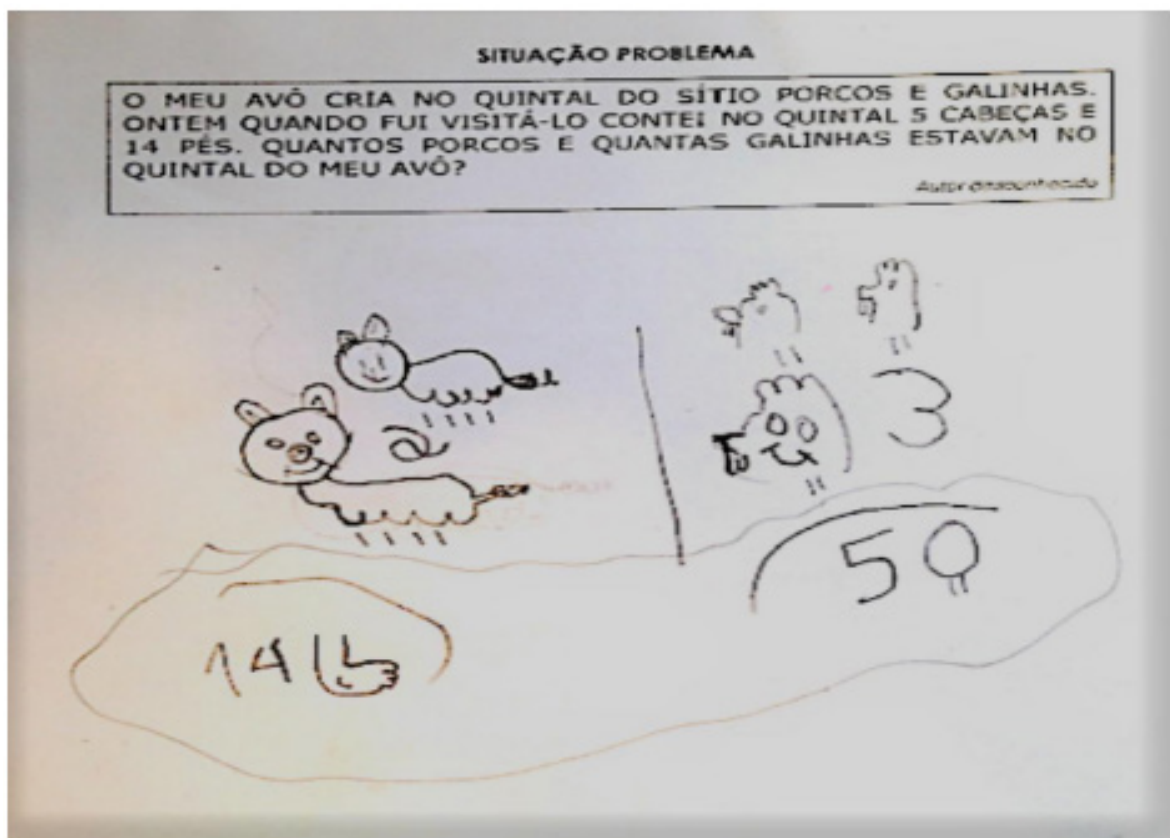 SITUAÇÃO PROBLEMA
O MEU AVÔ CRIA NO QUINTAL DO SÍTIO PORCOS E GALINHAS.
ONTEM QUANDO FUI VISITÁ-LO CONTEI NO QUINTAL 5 CABEÇAS E
14 PÉS. QUANTOS PORCOS E QUANTAS GALINHAS ESTAVAM NO
QUINTAL DO MEU AVÔ?
Autor desconhecido
2
3
5
14